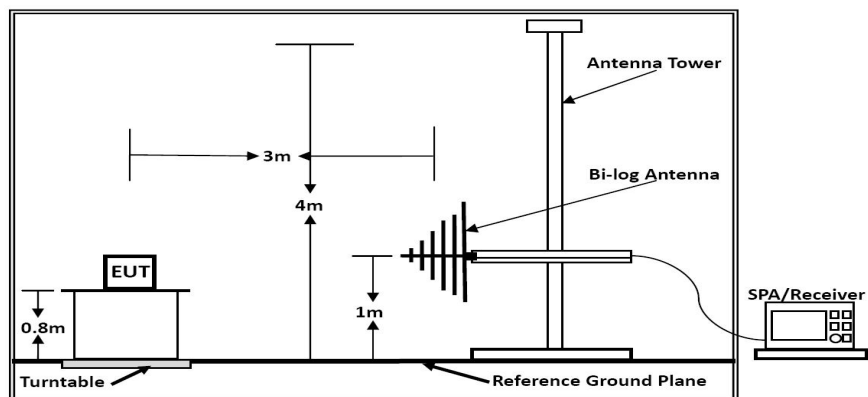 Antenna Tower
3m
Bi-log Antenna
4m
EUT
SPA/Receiver
0.8m
1m
Turntable
Reference Ground Plane